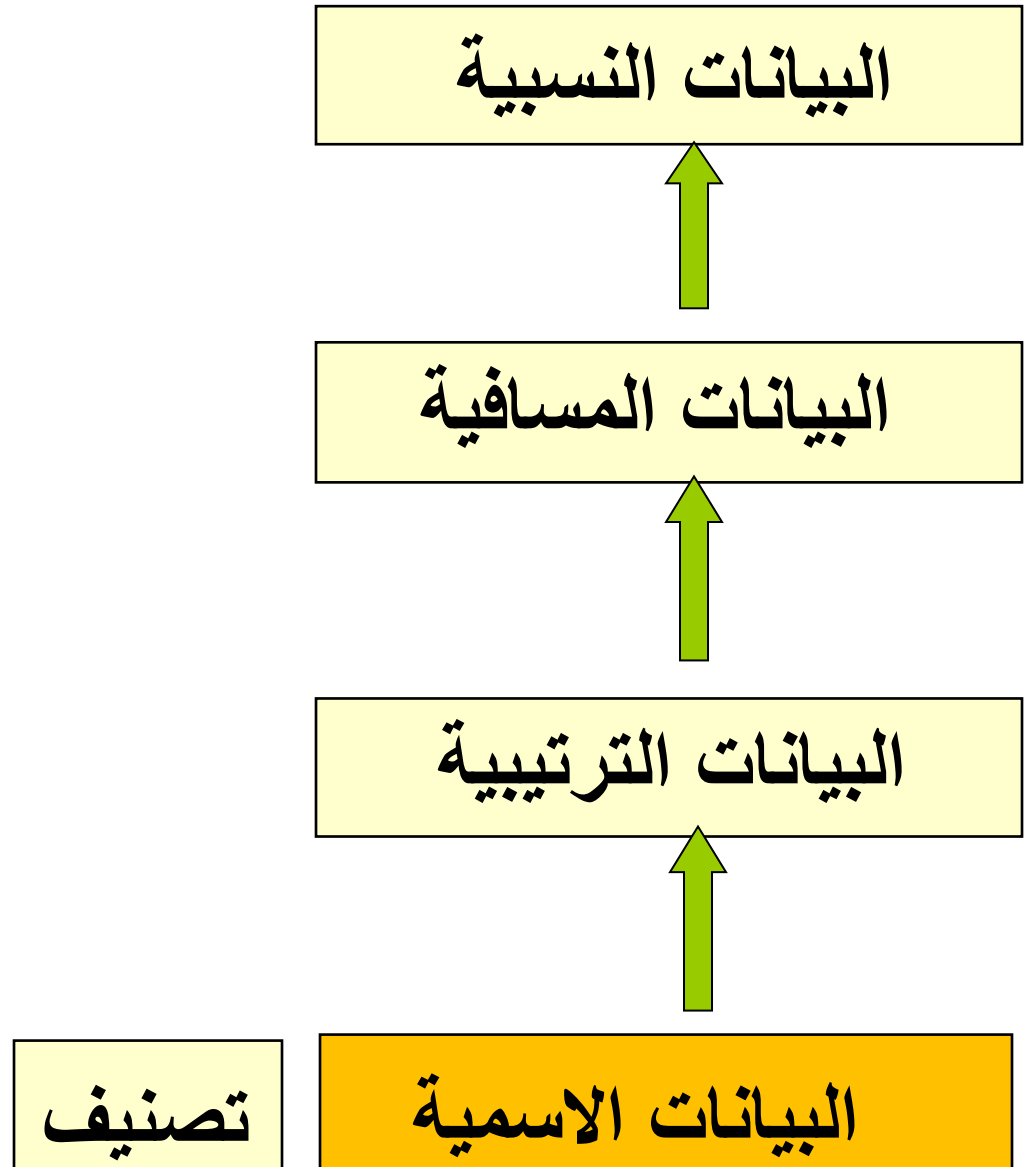 البيانات النسبية
البيانات المسافية
البيانات الترتيبية
البيانات الاسمية
تصنيف